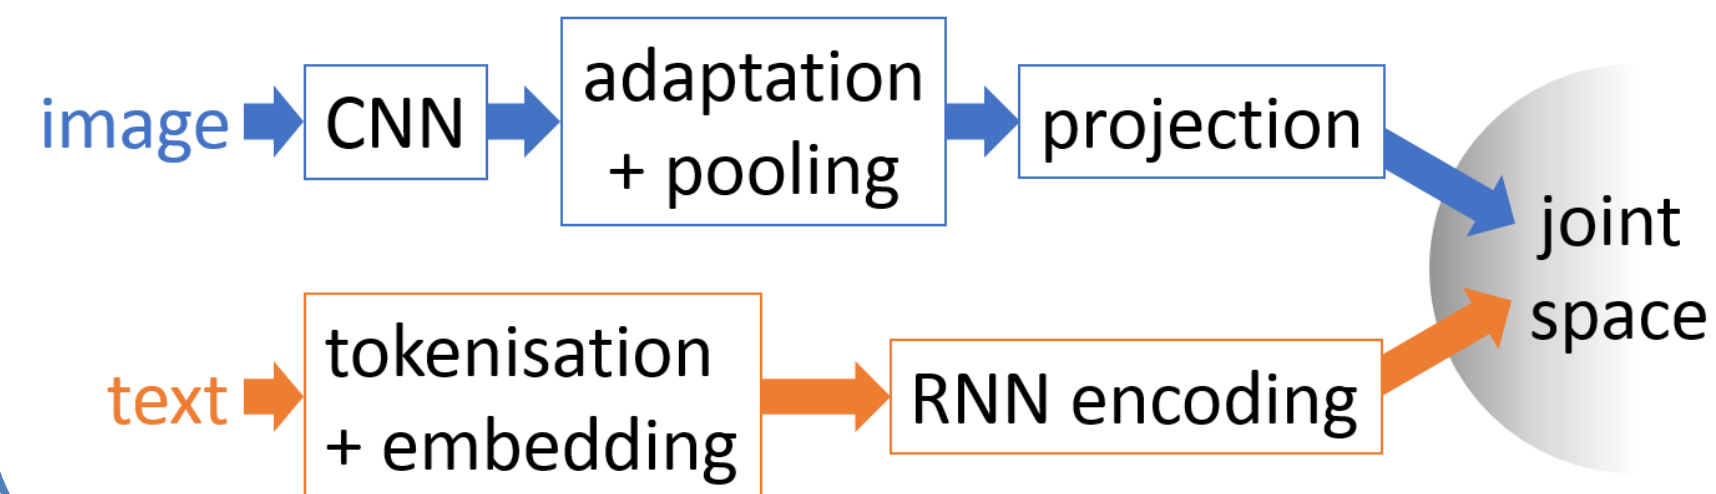 image
CNN
adaptation
+ pooling
projection
joint
space
text
tokenisation
+ embedding
RNN encoding